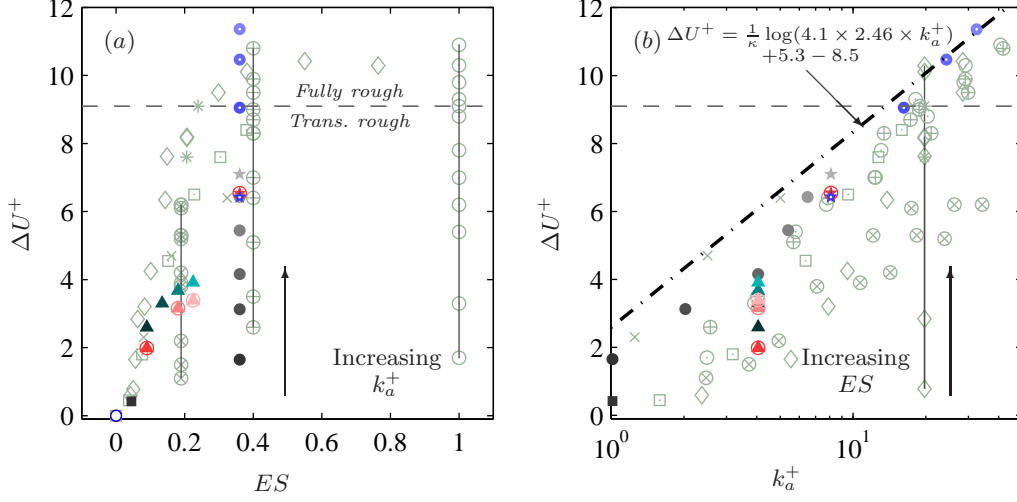 (a)
Fully rough
Trans. rough
Increasing
k_a^+
ΔU^+
12
10
8
6
4
2
0
0
0.2
0.4
0.6
0.8
1
ES
(b)
ΔU^+ = 1/κ log(4.1 × 2.46 × k_a^+)
+5.3 − 8.5
Increasing
ES
ΔU^+
12
10
8
6
4
2
0
10^0
10^1
k_a^+